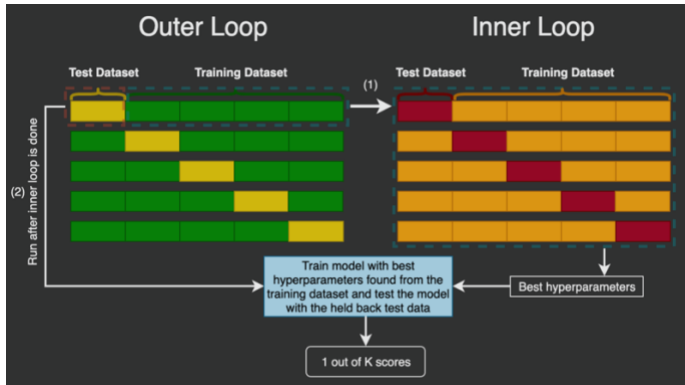 Outer Loop
Inner Loop
Test Dataset
Training Dataset
(1)
Test Dataset
Training Dataset
(2)
Run after inner loop is done
Train model with best
hyperparameters found from the
training dataset and test the model
with the held back test data
Best hyperparameters
1 out of K scores